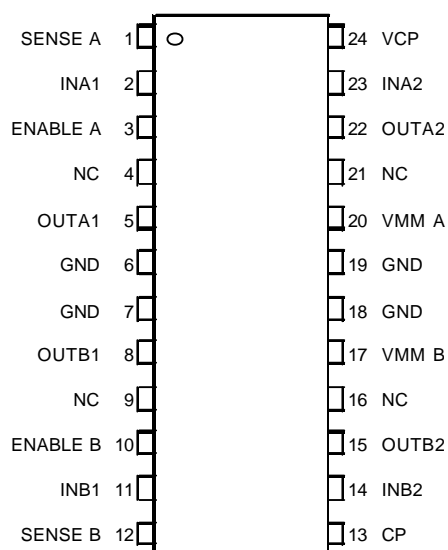 SENSE A 1 24 VCP
INA1 2 23 INA2
ENABLE A 3 22 OUTA2
NC 4 21 NC
OUTA1 5 20 VMM A
GND 6 19 GND
GND 7 18 GND
OUTB1 8 17 VMM B
NC 9 16 NC
ENABLE B 10 15 OUTB2
INB1 11 14 INB2
SENSE B 12 13 CP